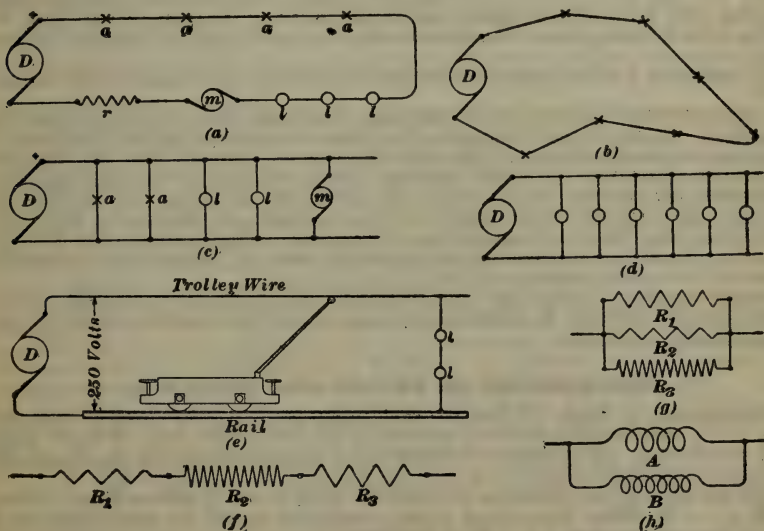 +
D
a a a a
r m l l l
(a)
D
(b)
+
D a a l l m
(c)
D
(d)
Trolley Wire
D
250 Volts
l
l
Rail
(e)
R1
R2
R3
(g)
R1 R2 R3
(f)
A
B
(h)